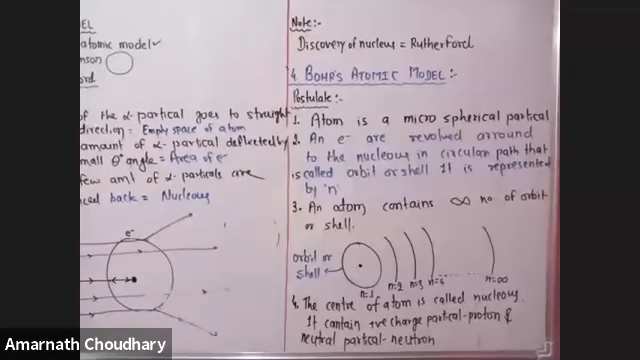 DEL
atomic model✓
nson
ord
of the α-partical goes to straight
direction = Empty space of atom
amount of α-partical deflected by
mall θ° angle = Area of e⁻
few amt of α-particals are
ical back = Nucleous
e⁻
Note:-
Discovery of nucleus = Rutherford
4 BOHR'S ATOMIC MODEL:-
Postulate:-
1. Atom is a micro spherical partical
2. An e⁻ are revolved arround
to the nucleous in circular path that
is called orbit or shell. It is represented
by 'n'
3. An atom contains ∞ no of orbit
or shell.
orbit or
shell
n=1 n=2 n=3 n=4 n=∞
4. The centre of atom is called nucleous.
It contain +ve charge partical-proton &
neutral partical-neutron
Amarnath Choudhary